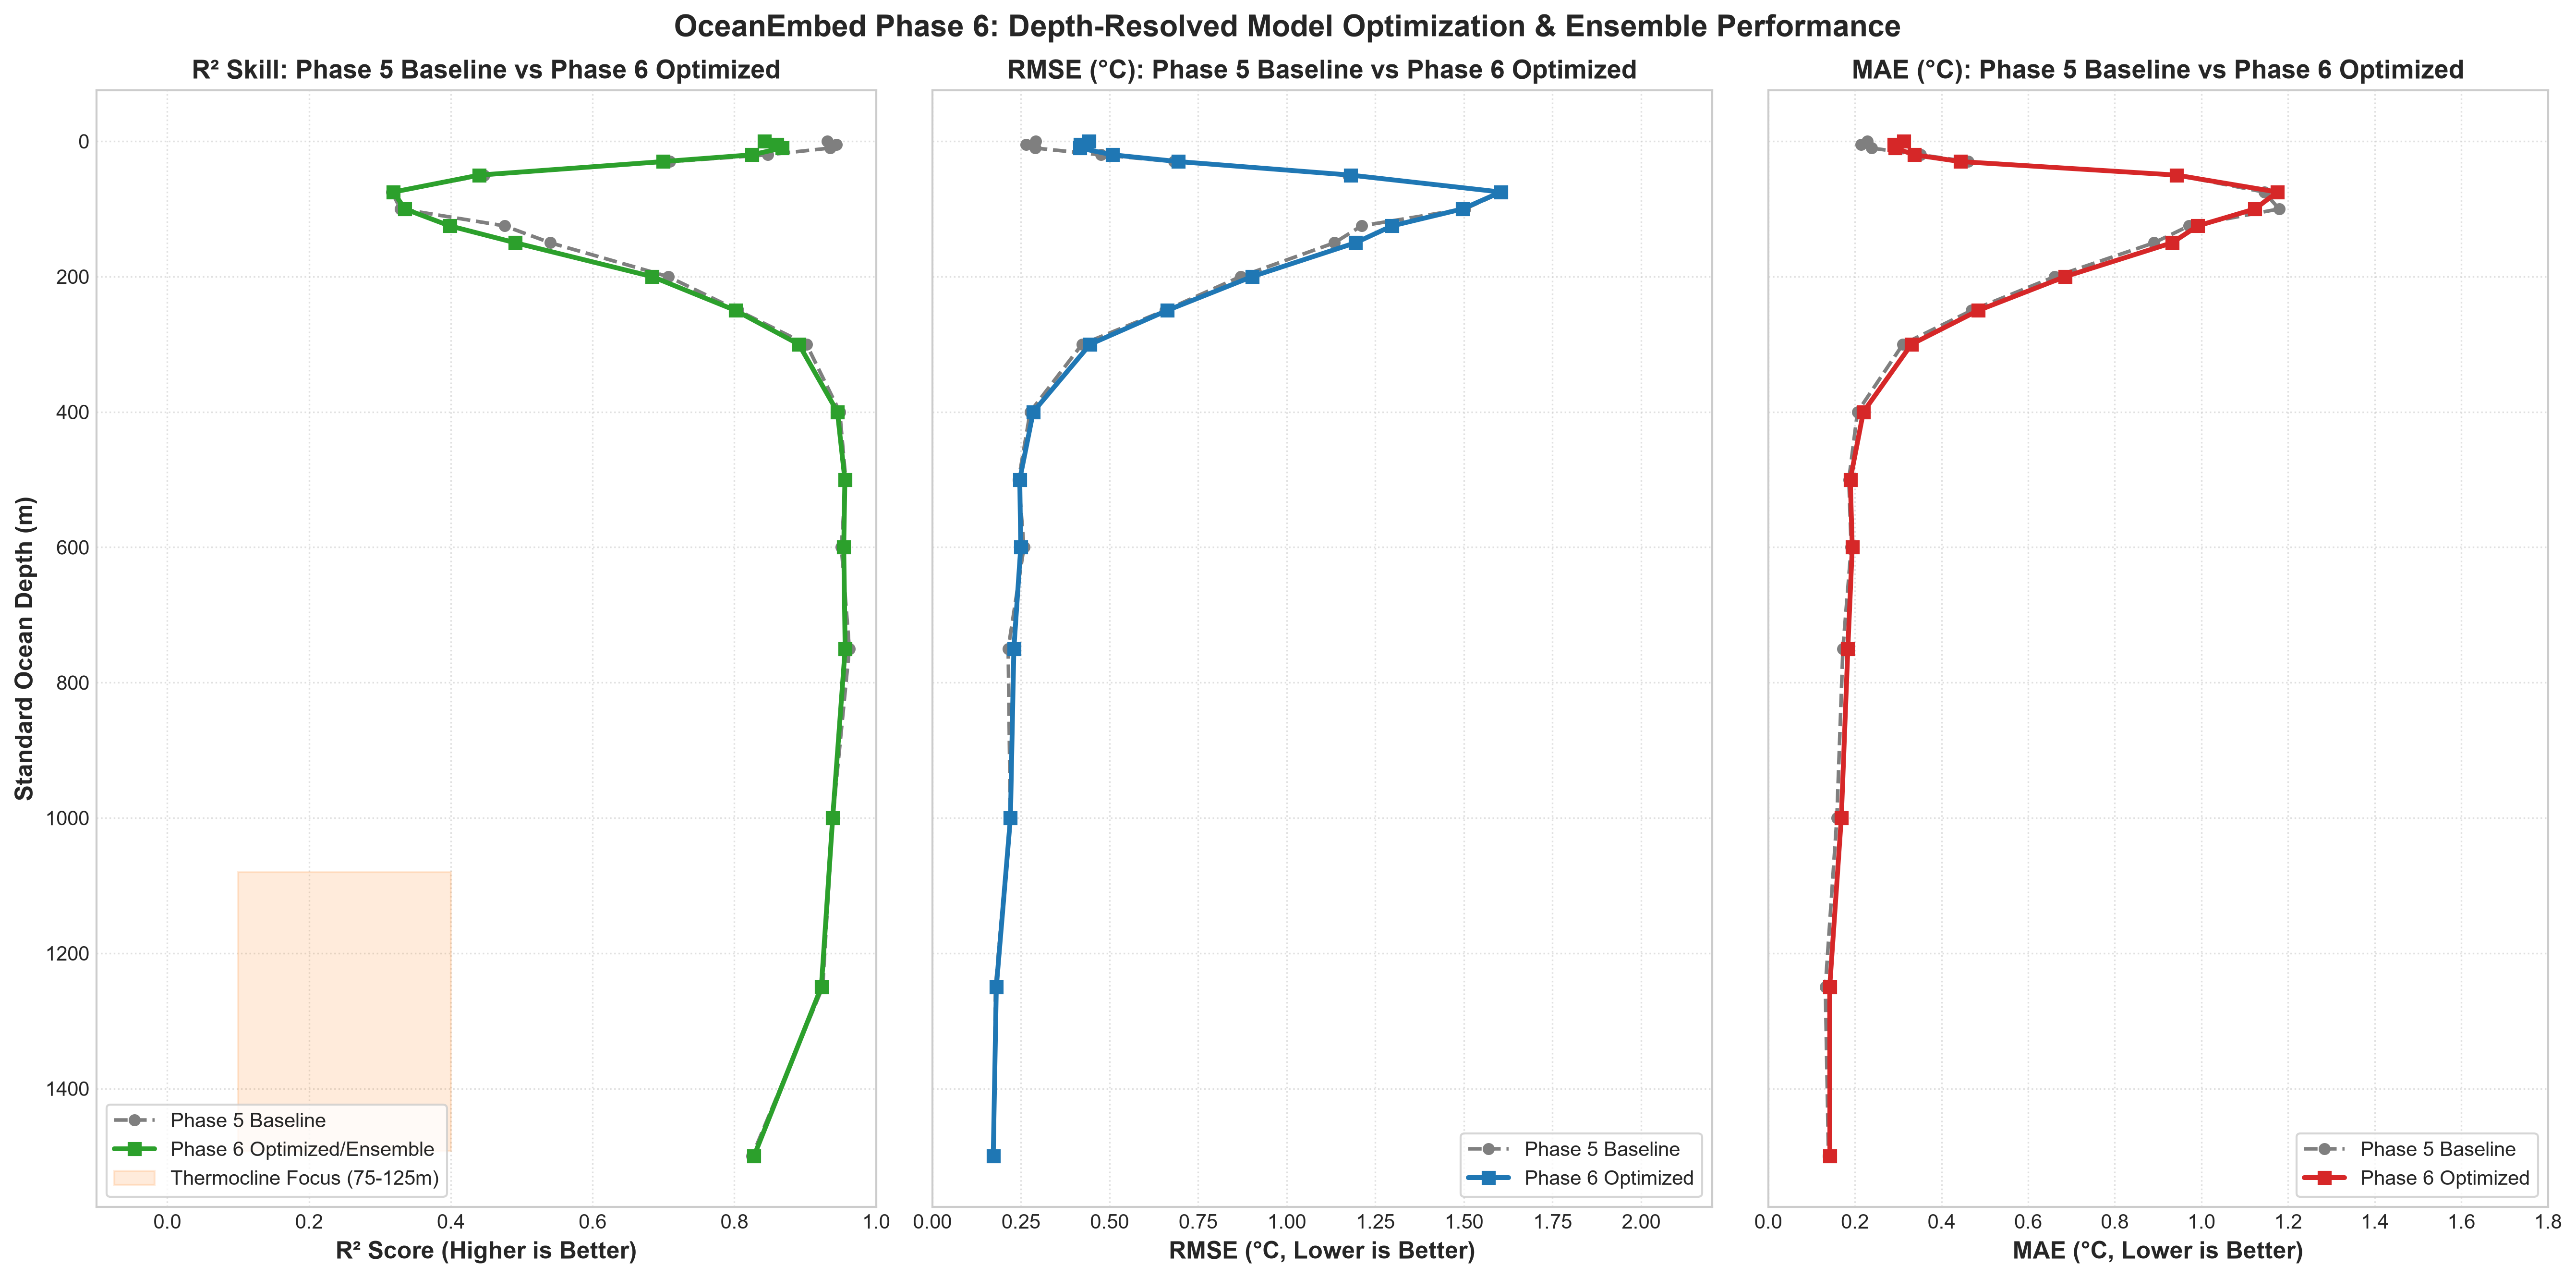 OceanEmbed Phase 6: Depth-Resolved Model Optimization & Ensemble Performance
R² Skill: Phase 5 Baseline vs Phase 6 Optimized
0
200
400
600
800
1000
1200
1400
Standard Ocean Depth (m)
Phase 5 Baseline
Phase 6 Optimized/Ensemble
Thermocline Focus (75-125m)
0.0 0.2 0.4 0.6 0.8 1.0
R² Score (Higher is Better)
RMSE (°C): Phase 5 Baseline vs Phase 6 Optimized
Phase 5 Baseline
Phase 6 Optimized
0.00 0.25 0.50 0.75 1.00 1.25 1.50 1.75 2.00
RMSE (°C, Lower is Better)
MAE (°C): Phase 5 Baseline vs Phase 6 Optimized
Phase 5 Baseline
Phase 6 Optimized
0.0 0.2 0.4 0.6 0.8 1.0 1.2 1.4 1.6 1.8
MAE (°C, Lower is Better)